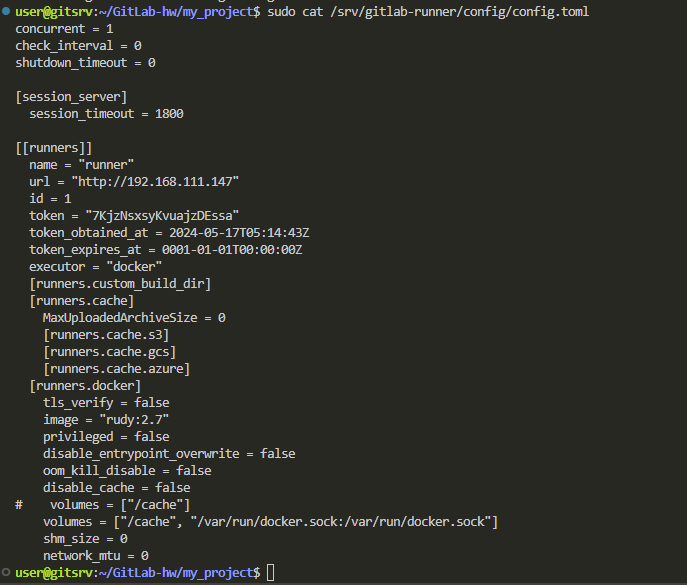 user@gitsrv:~/GitLab-hw/my_project$ sudo cat /srv/gitlab-runner/config/config.toml
concurrent = 1
check_interval = 0
shutdown_timeout = 0

[session_server]
  session_timeout = 1800

[[runners]]
  name = "runner"
  url = "http://192.168.111.147"
  id = 1
  token = "7KjzNsxsyKvuajzDEssa"
  token_obtained_at = 2024-05-17T05:14:43Z
  token_expires_at = 0001-01-01T00:00:00Z
  executor = "docker"
  [runners.custom_build_dir]
  [runners.cache]
    MaxUploadedArchiveSize = 0
    [runners.cache.s3]
    [runners.cache.gcs]
    [runners.cache.azure]
  [runners.docker]
    tls_verify = false
    image = "rudy:2.7"
    privileged = false
    disable_entrypoint_overwrite = false
    oom_kill_disable = false
    disable_cache = false
#    volumes = ["/cache"]
    volumes = ["/cache", "/var/run/docker.sock:/var/run/docker.sock"]
    shm_size = 0
    network_mtu = 0
user@gitsrv:~/GitLab-hw/my_project$